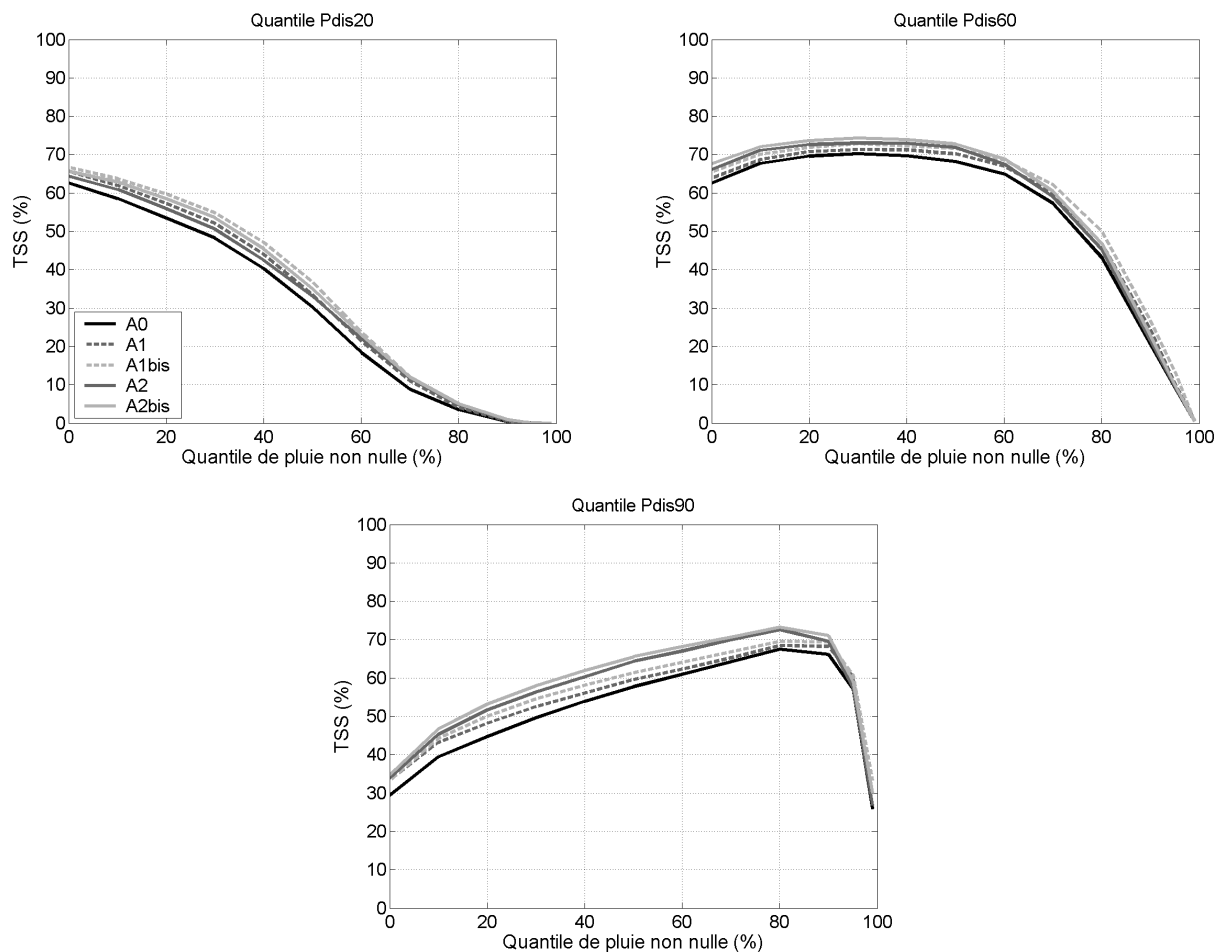 Quantile Pdis20
100
90
80
70
60
50
40
30
20
10
0
TSS (%)
A0
A1
A1bis
A2
A2bis
0 20 40 60 80 100
Quantile de pluie non nulle (%)
Quantile Pdis60
100
90
80
70
60
50
40
30
20
10
0
TSS (%)
0 20 40 60 80 100
Quantile de pluie non nulle (%)
Quantile Pdis90
100
90
80
70
60
50
40
30
20
10
0
TSS (%)
0 20 40 60 80 100
Quantile de pluie non nulle (%)